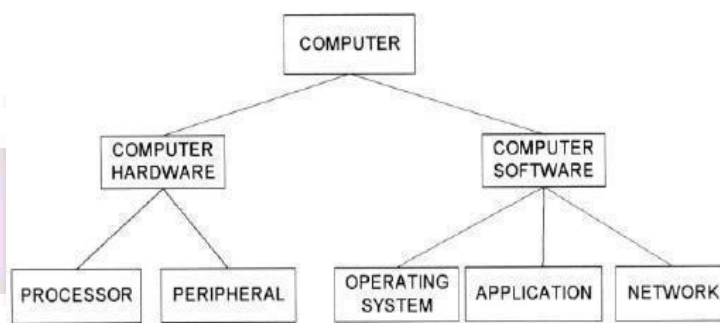 COMPUTER
COMPUTER
HARDWARE
COMPUTER
SOFTWARE
PROCESSOR
PERIPHERAL
OPERATING
SYSTEM
APPLICATION
NETWORK